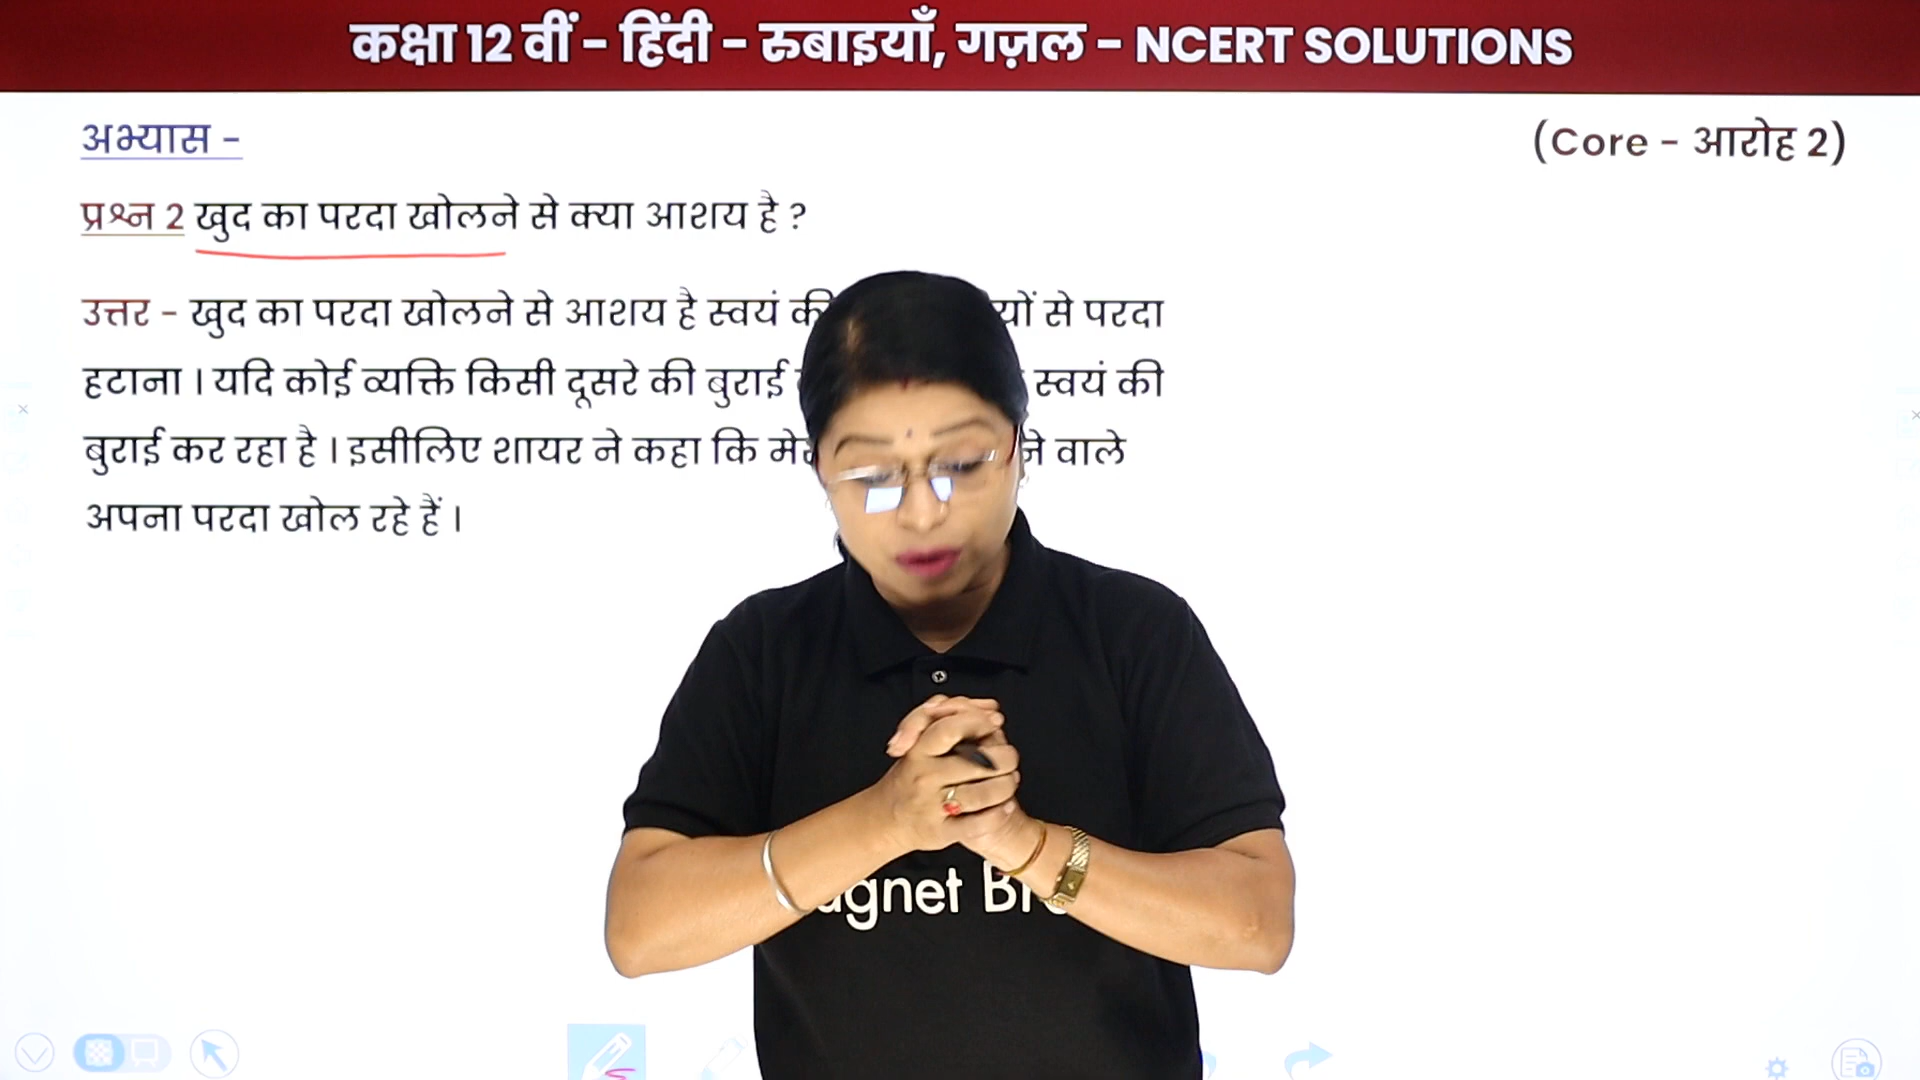 कक्षा 12 वीं - हिंदी - रुबाइयाँ, गज़ल - NCERT SOLUTIONS
अभ्यास -
(Core - आरोह 2)
प्रश्न 2 खुद का परदा खोलने से क्या आशय है ?
उत्तर - खुद का परदा खोलने से आशय है स्वयं से परदा
हटाना । यदि कोई व्यक्ति किसी दूसरे की बुराई स्वयं की
बुराई कर रहा है । इसीलिए शायर ने कहा कि वाले
अपना परदा खोल रहे हैं ।